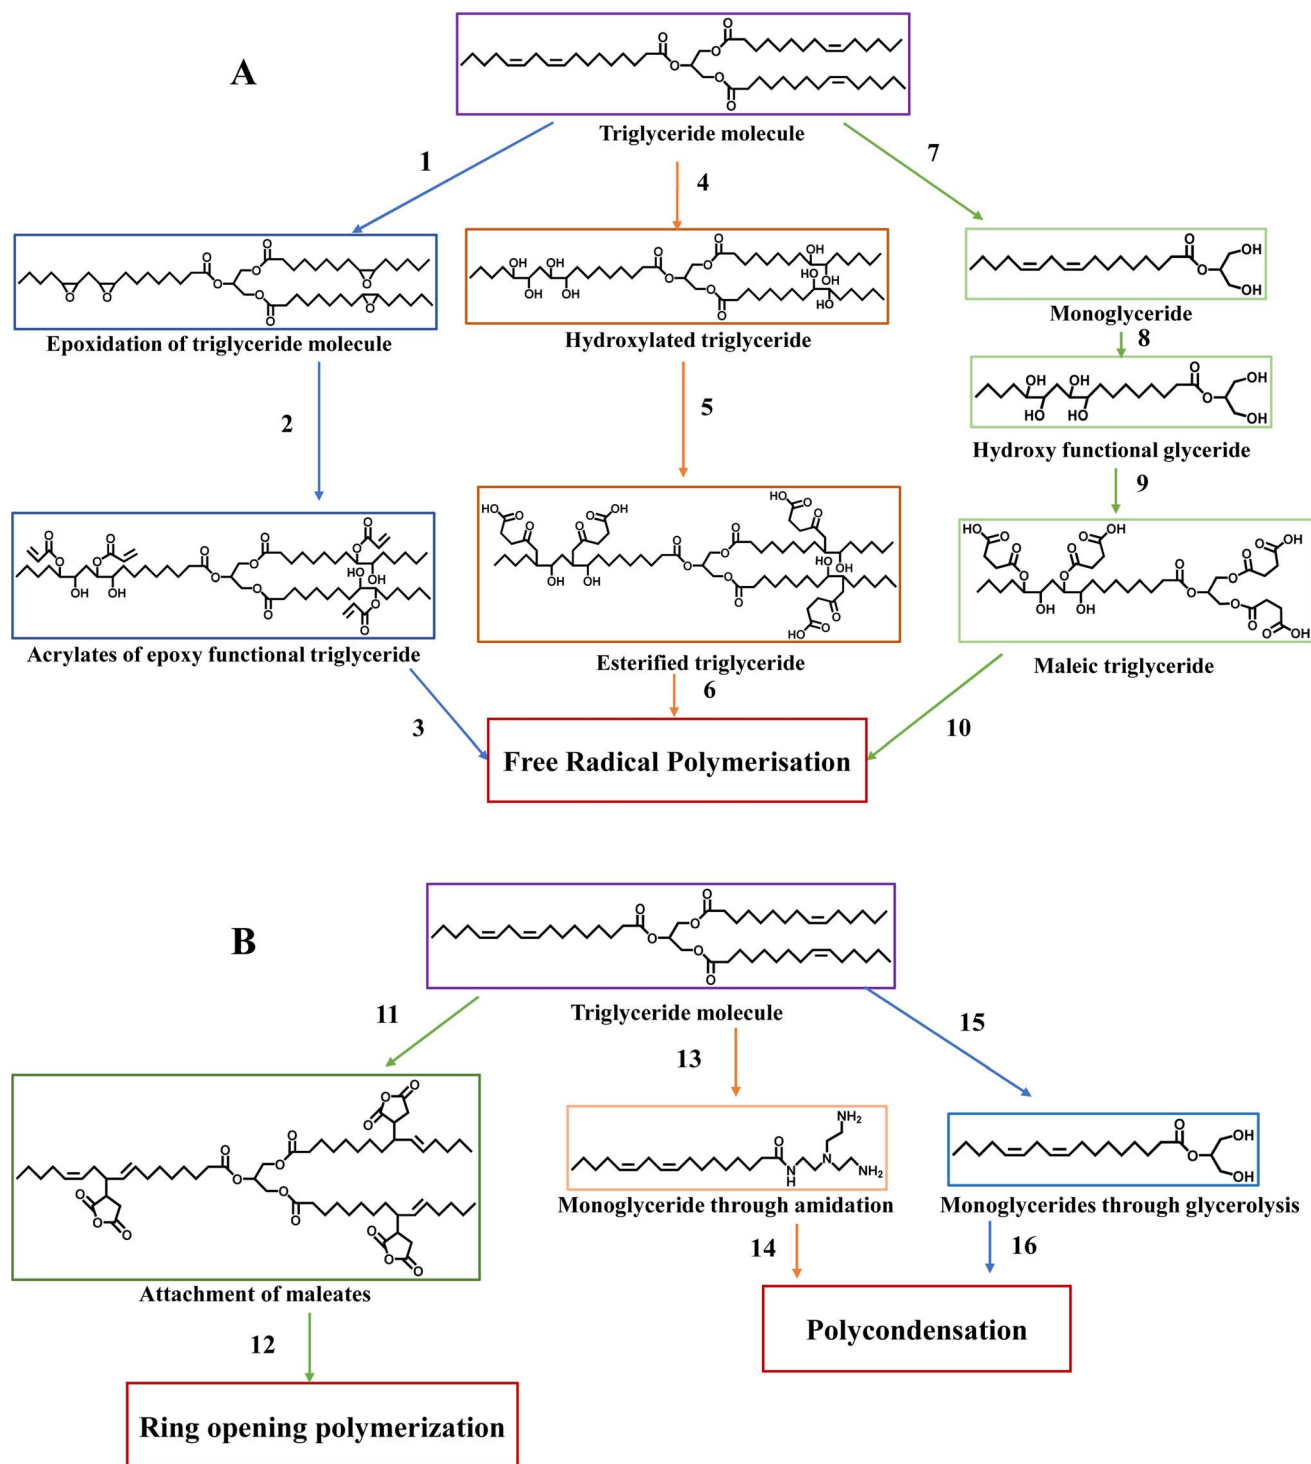 A
Triglyceride molecule
1
4
7
Epoxidation of triglyceride molecule
Hydroxylated triglyceride
Monoglyceride
8
2
5
Hydroxy functional glyceride
9
Acrylates of epoxy functional triglyceride
Esterified triglyceride
Maleic triglyceride
3
6
10
Free Radical Polymerisation
B
Triglyceride molecule
11
13
15
Monoglyceride through amidation
Monoglycerides through glycerolysis
14
16
Attachment of maleates
Polycondensation
12
Ring opening polymerization